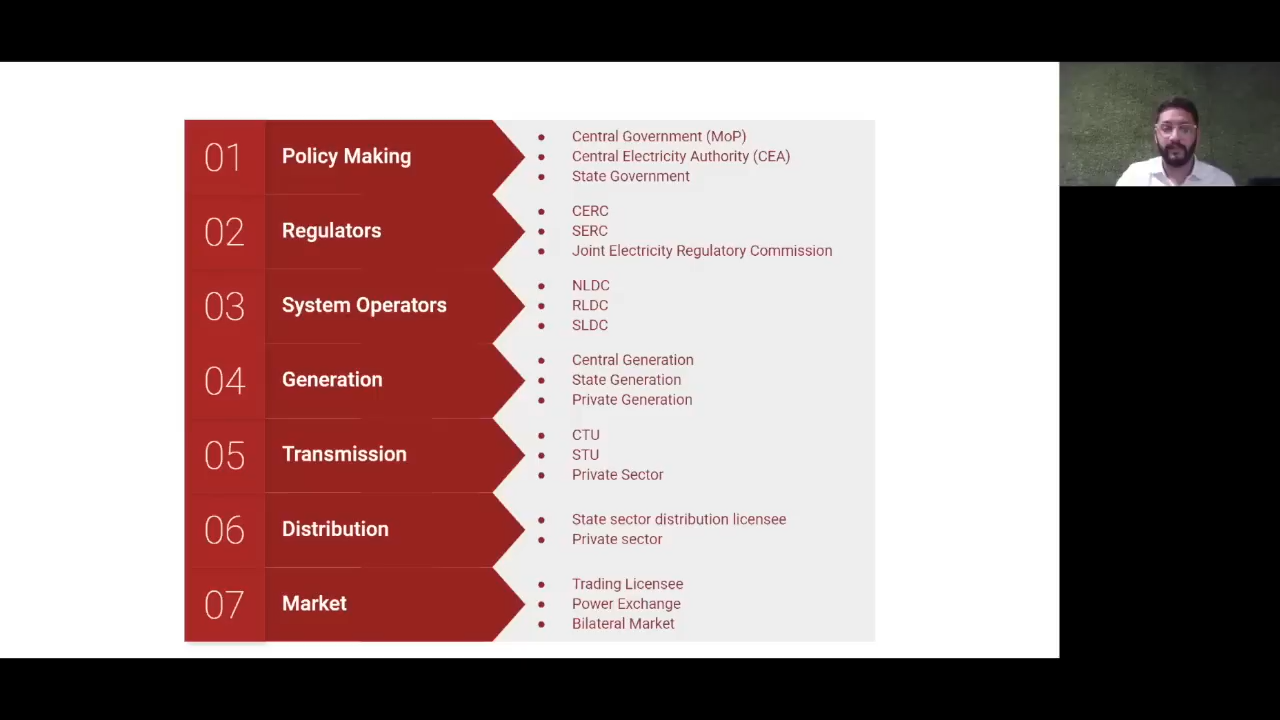 01 Policy Making
● Central Government (MoP)
● Central Electricity Authority (CEA)
● State Government
02 Regulators
● CERC
● SERC
● Joint Electricity Regulatory Commission
03 System Operators
● NLDC
● RLDC
● SLDC
04 Generation
● Central Generation
● State Generation
● Private Generation
05 Transmission
● CTU
● STU
● Private Sector
06 Distribution
● State sector distribution licensee
● Private sector
07 Market
● Trading Licensee
● Power Exchange
● Bilateral Market